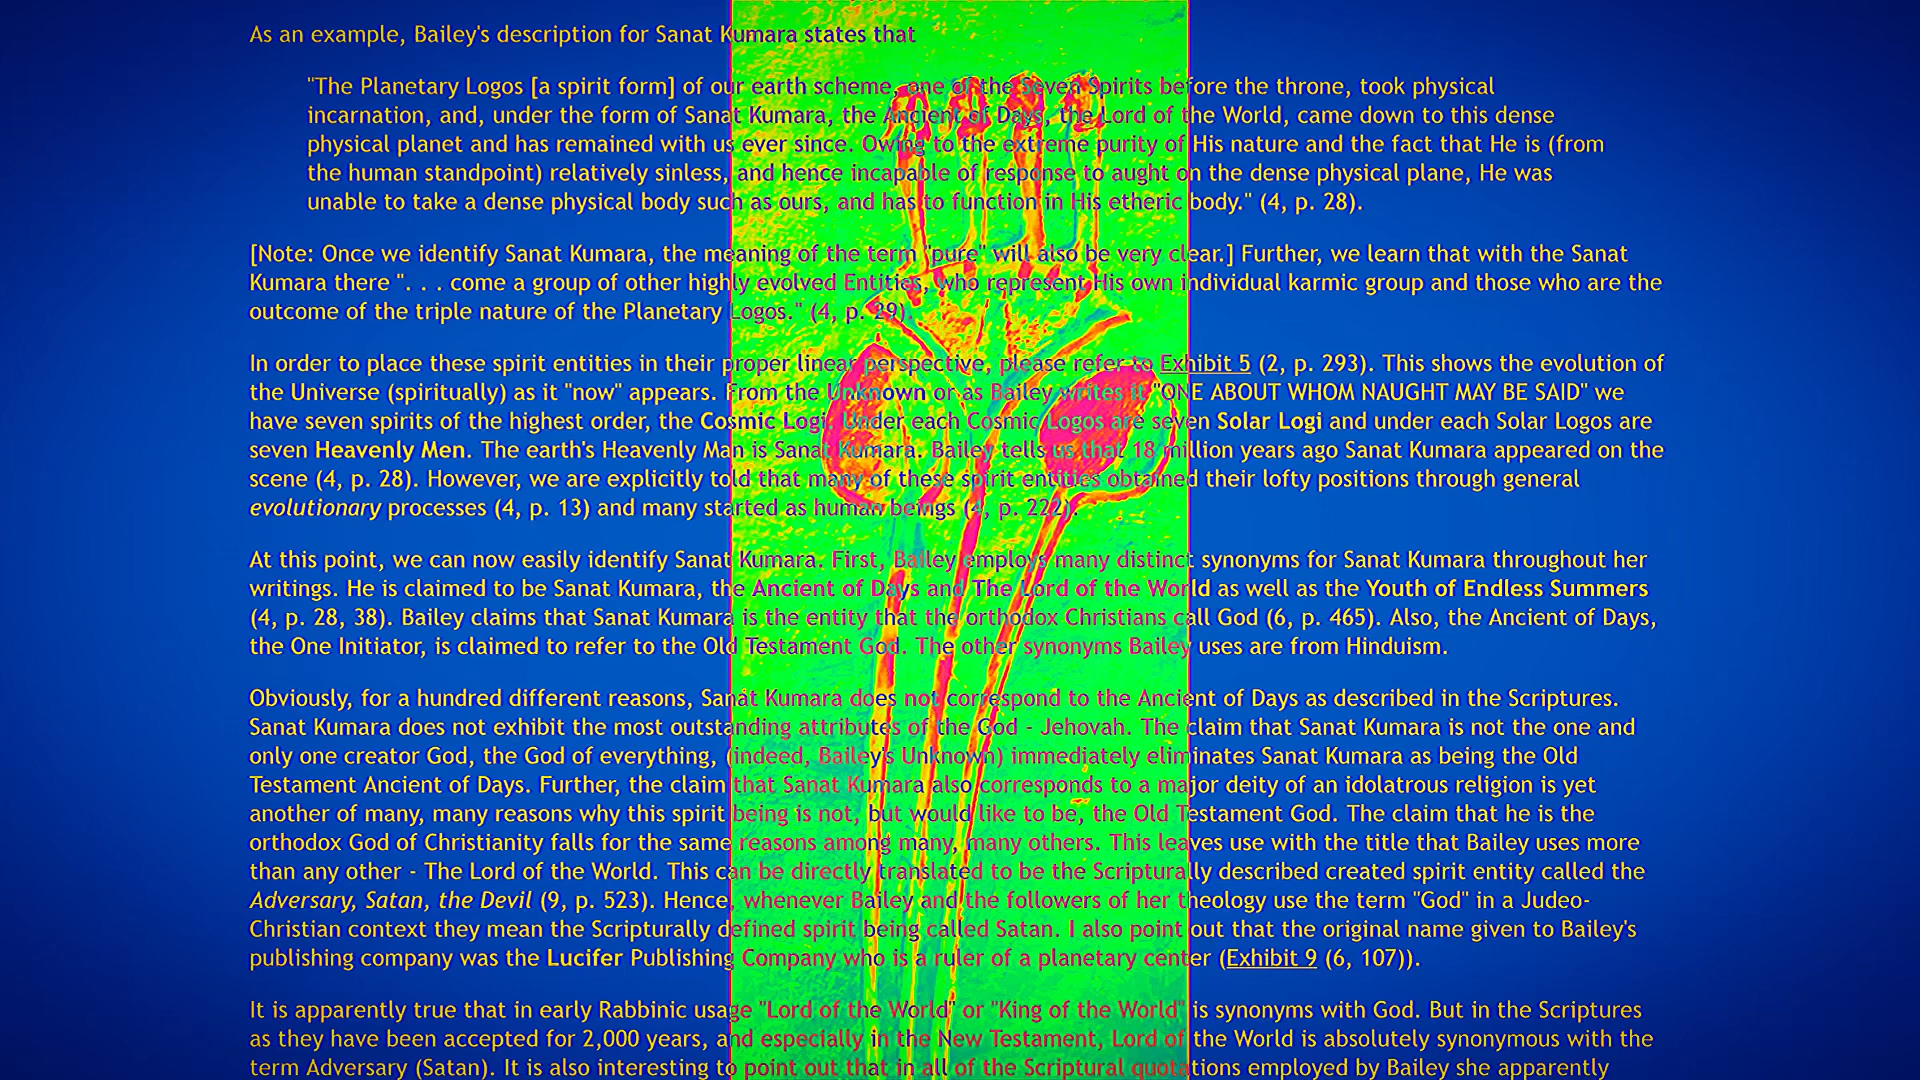 As an example, Bailey's description for Sanat Kumara states that
"The Planetary Logos [a spirit form] of our earth scheme, one of the Seven Spirits before the throne, took physical
incarnation, and, under the form of Sanat Kumara, the Ancient of Days, the Lord of the World, came down to this dense
physical planet and has remained with us ever since. Owing to the extreme purity of His nature and the fact that He is (from
the human standpoint) relatively sinless, and hence incapable of response to aught on the dense physical plane, He was
unable to take a dense physical body such as ours, and has to function in His etheric body." (4, p. 28).
[Note: Once we identify Sanat Kumara, the meaning of the term "pure" will also be very clear.] Further, we learn that with the Sanat
Kumara there ". . . come a group of other highly evolved Entities, who represent His own individual karmic group and those who are the
outcome of the triple nature of the Planetary Logos." (4, p. 29).
In order to place these spirit entities in their proper linear perspective, please refer to Exhibit 5 (2, p. 293). This shows the evolution of
the Universe (spiritually) as it "now" appears. From the Unknown or as Bailey writes it "ONE ABOUT WHOM NAUGHT MAY BE SAID" we
have seven spirits of the highest order, the Cosmic Logi. Under each Cosmic Logos are seven Solar Logi and under each Solar Logos are
seven Heavenly Men. The earth's Heavenly Man is Sanat Kumara. Bailey tells us that 18 million years ago Sanat Kumara appeared on the
scene (4, p. 28). However, we are explicitly told that many of these spirit entities obtained their lofty positions through general
evolutionary processes (4, p. 13) and many started as human beings (4, p. 222).
At this point, we can now easily identify Sanat Kumara. First, Bailey employs many distinct synonyms for Sanat Kumara throughout her
writings. He is claimed to be Sanat Kumara, the Ancient of Days and The Lord of the World as well as the Youth of Endless Summers
(4, p. 28, 38). Bailey claims that Sanat Kumara is the entity that the orthodox Christians call God (6, p. 465). Also, the Ancient of Days,
the One Initiator, is claimed to refer to the Old Testament God. The other synonyms Bailey uses are from Hinduism.
Obviously, for a hundred different reasons, Sanat Kumara does not correspond to the Ancient of Days as described in the Scriptures.
Sanat Kumara does not exhibit the most outstanding attributes of the God - Jehovah. The claim that Sanat Kumara is not the one and
only one creator God, the God of everything, (indeed, Bailey's Unknown) immediately eliminates Sanat Kumara as being the Old
Testament Ancient of Days. Further, the claim that Sanat Kumara also corresponds to a major deity of an idolatrous religion is yet
another of many, many reasons why this spirit being is not, but would like to be, the Old Testament God. The claim that he is the
orthodox God of Christianity falls for the same reasons among many, many others. This leaves use with the title that Bailey uses more
than any other - The Lord of the World. This can be directly translated to be the Scripturally described created spirit entity called the
Adversary, Satan, the Devil (9, p. 523). Hence, whenever Bailey and the followers of her theology use the term "God" in a Judeo-
Christian context they mean the Scripturally defined spirit being called Satan. I also point out that the original name given to Bailey's
publishing company was the Lucifer Publishing Company who is a ruler of a planetary center (Exhibit 9 (6, 107)).
It is apparently true that in early Rabbinic usage "Lord of the World" or "King of the World" is synonyms with God. But in the Scriptures
as they have been accepted for 2,000 years, and especially in the New Testament, Lord of the World is absolutely synonymous with the
term Adversary (Satan). It is also interesting to point out that in all of the Scriptural quotations employed by Bailey she apparently